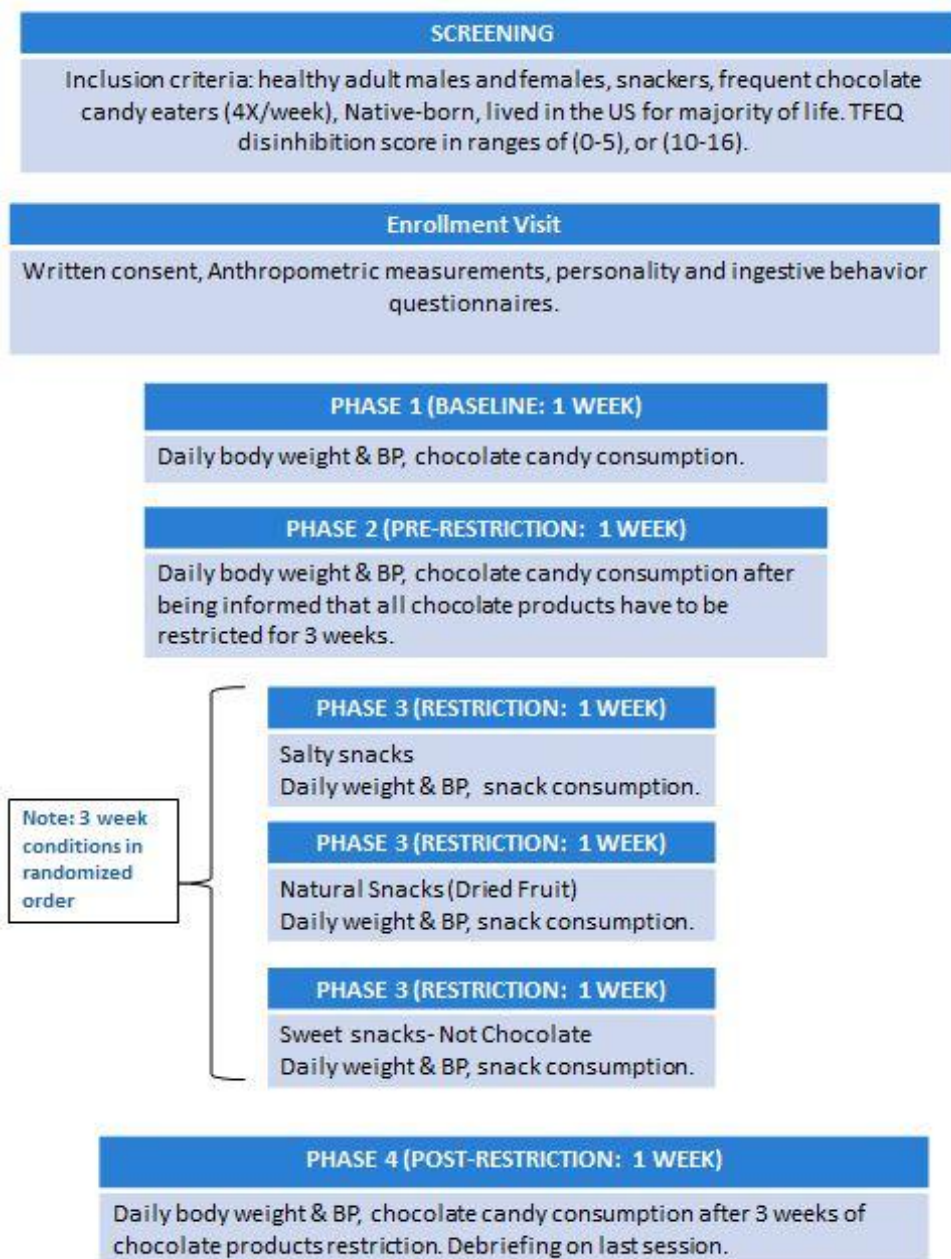 SCREENING
Inclusion criteria: healthy adult males and females, snackers, frequent chocolate
candy eaters (4X/week), Native-born, lived in the US for majority of life. TFEQ
disinhibition score in ranges of (0-5), or (10-16).
Enrollment Visit
Written consent, Anthropometric measurements, personality and ingestive behavior
questionnaires.
PHASE 1 (BASELINE: 1 WEEK)
Daily body weight & BP, chocolate candy consumption.
PHASE 2 (PRE-RESTRICTION: 1 WEEK)
Daily body weight & BP, chocolate candy consumption after
being informed that all chocolate products have to be
restricted for 3 weeks.
Note: 3 week
conditions in
randomized
order
PHASE 3 (RESTRICTION: 1 WEEK)
Salty snacks
Daily weight & BP, snack consumption.
PHASE 3 (RESTRICTION: 1 WEEK)
Natural Snacks (Dried Fruit)
Daily weight & BP, snack consumption.
PHASE 3 (RESTRICTION: 1 WEEK)
Sweet snacks- Not Chocolate
Daily weight & BP, snack consumption.
PHASE 4 (POST-RESTRICTION: 1 WEEK)
Daily body weight & BP, chocolate candy consumption after 3 weeks of
chocolate products restriction. Debriefing on last session.